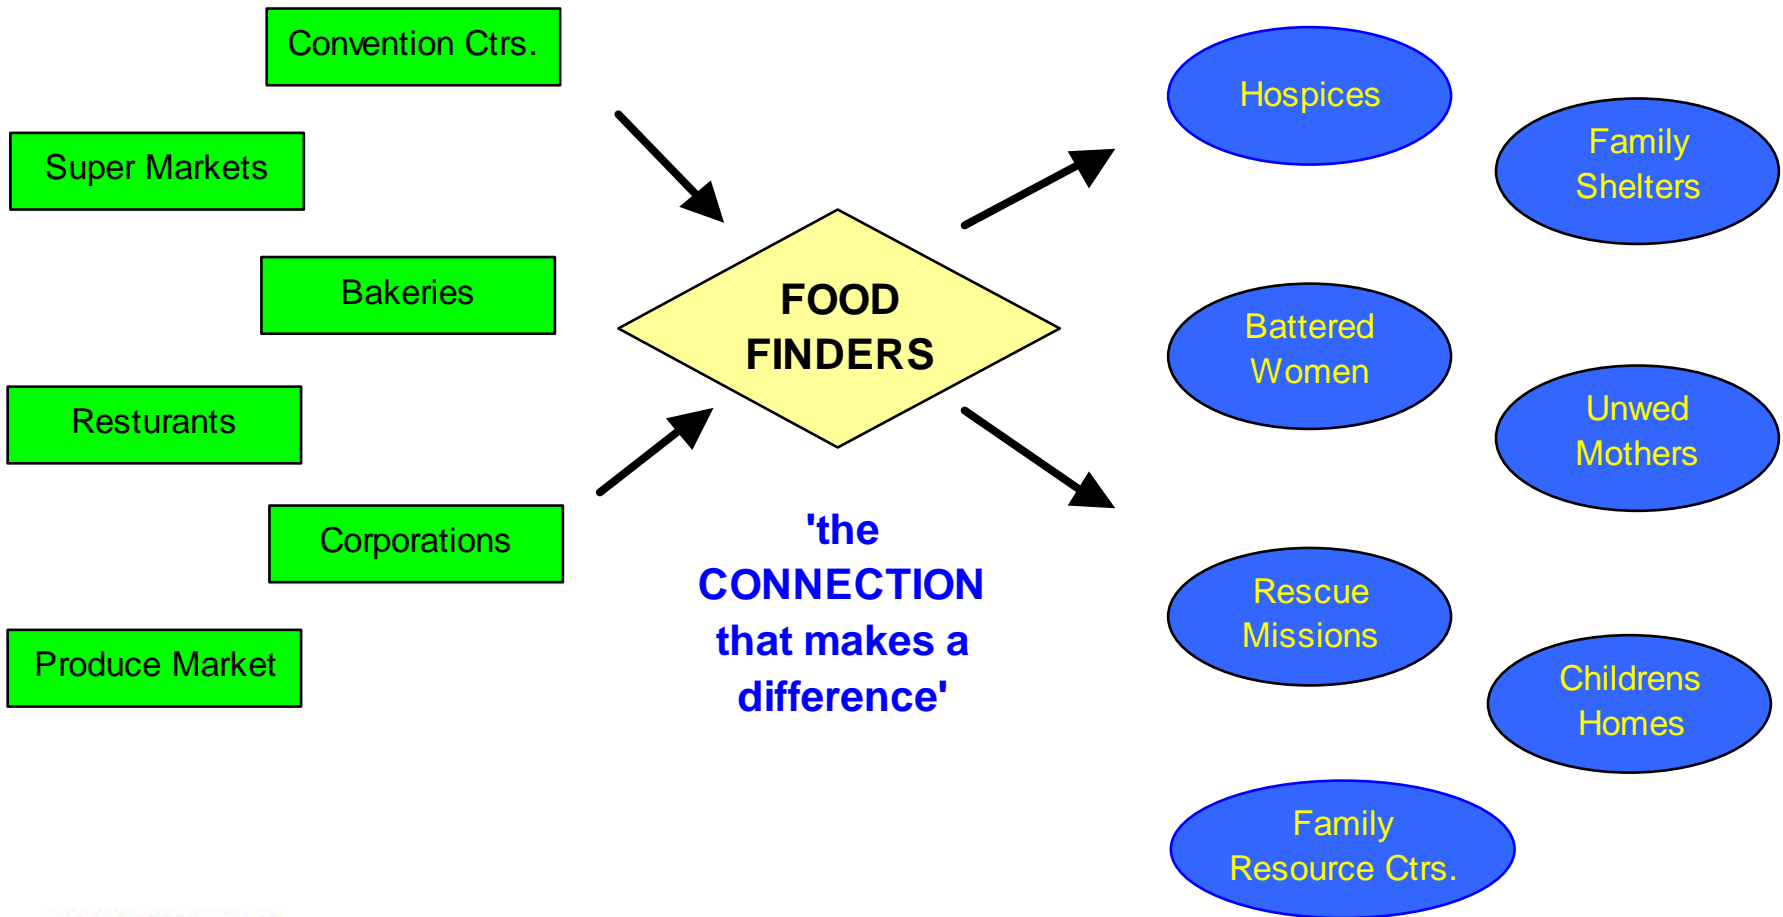 Convention Ctrs.
Super Markets
Bakeries
Resturants
Corporations
Produce Market
FOOD
FINDERS
'the
CONNECTION
that makes a
difference'
Hospices
Family
Shelters
Battered
Women
Unwed
Mothers
Rescue
Missions
Childrens
Homes
Family
Resource Ctrs.